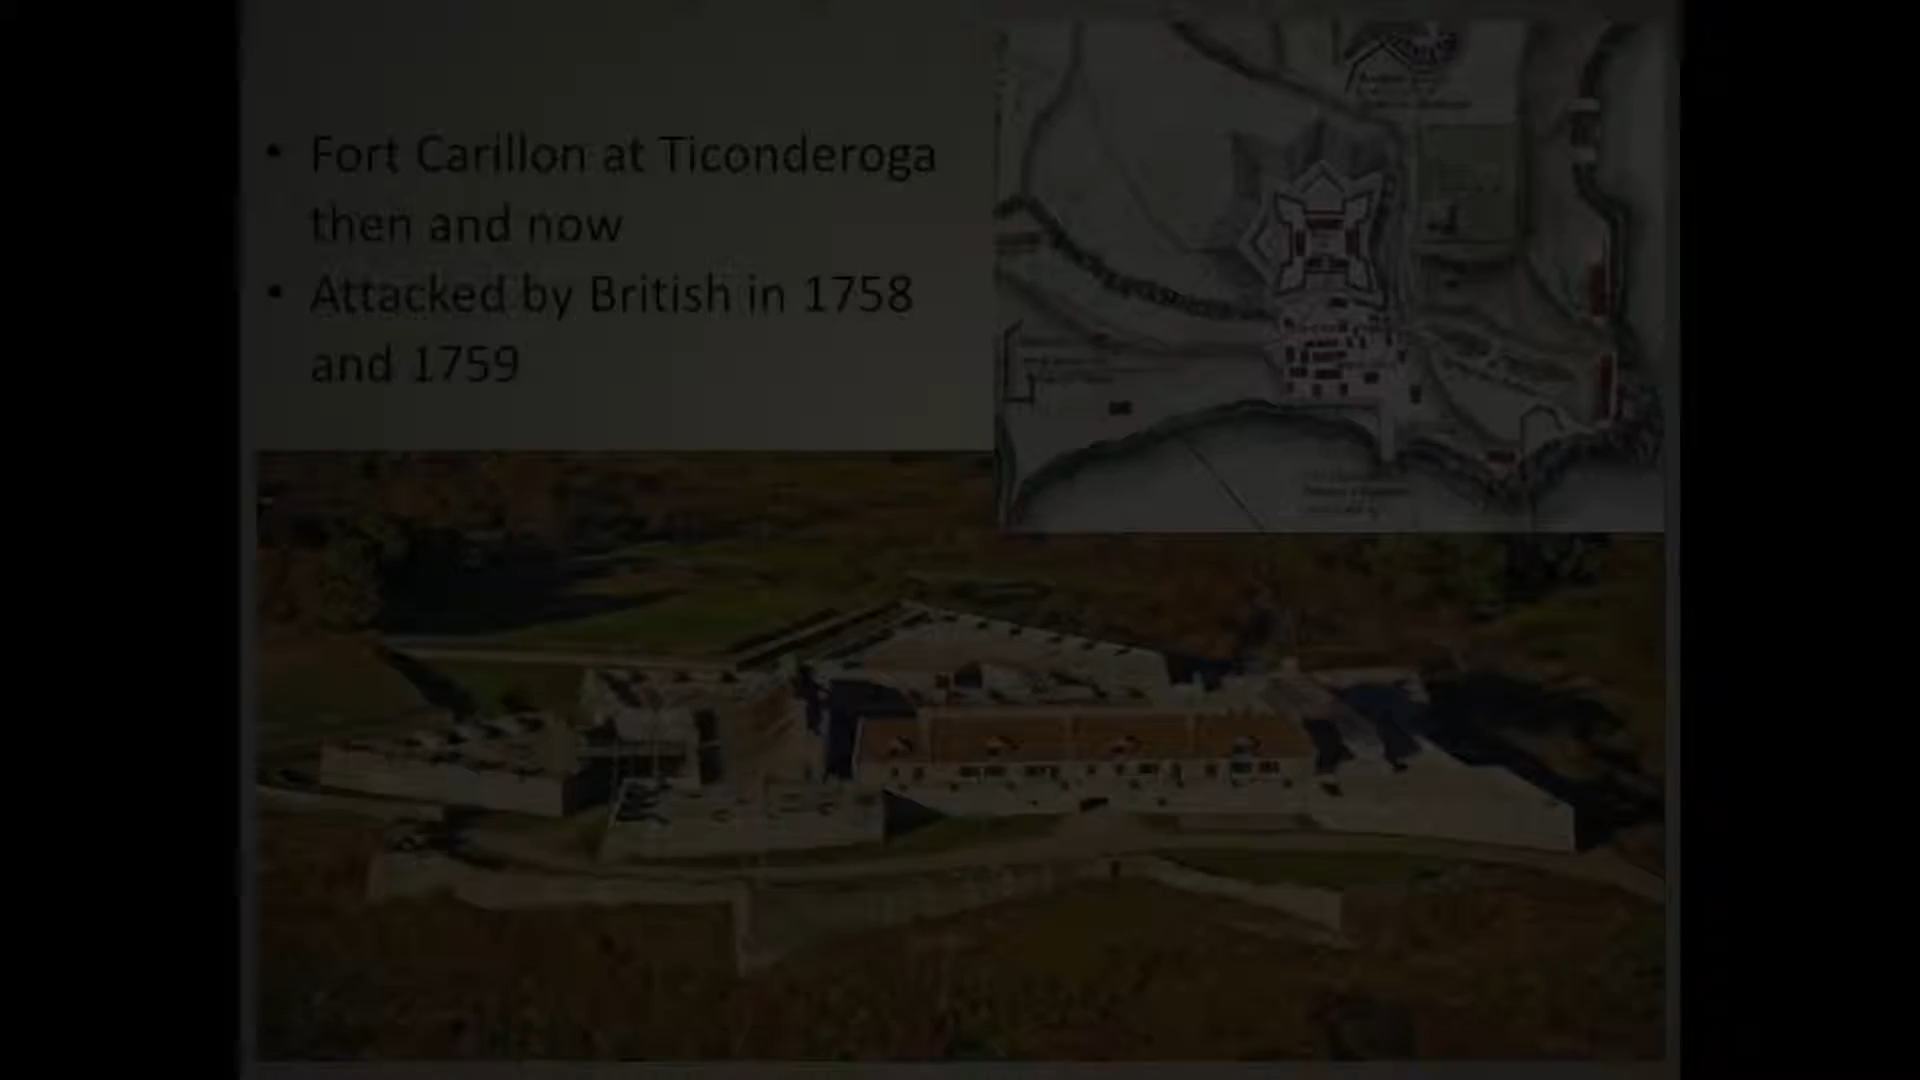 • Fort Carillon at Ticonderoga
then and now
• Attacked by British in 1758
and 1759